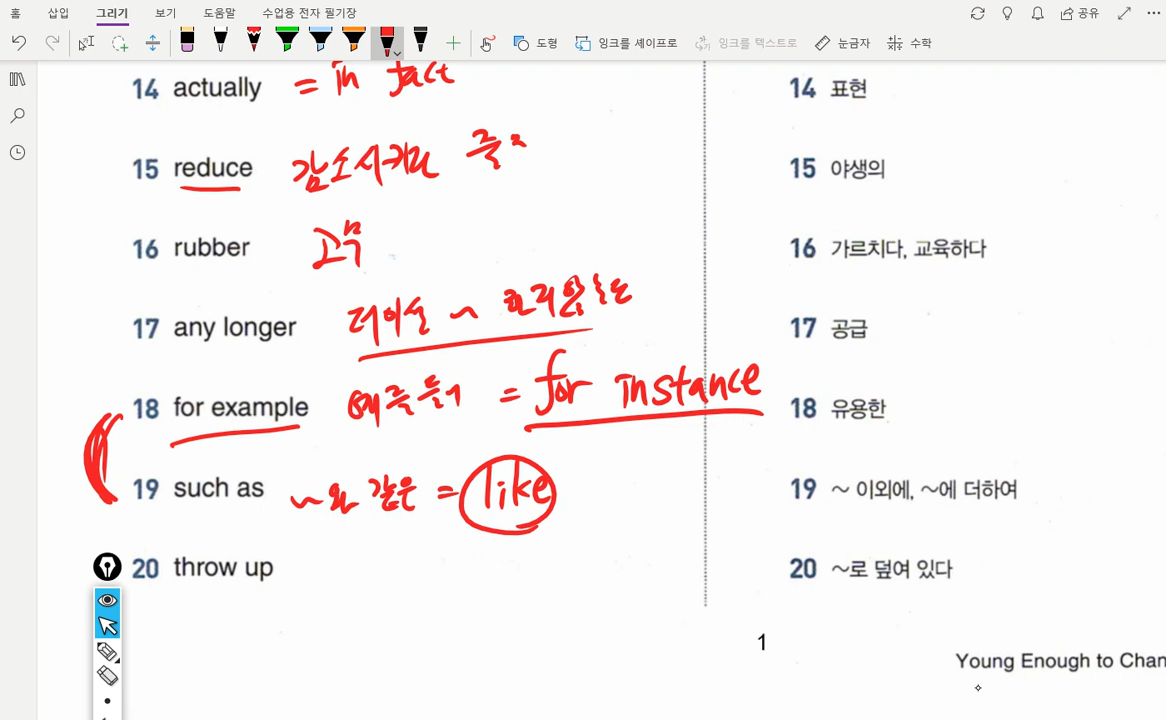 홈 삽입 그리기 보기 도움말 수업용 전자 필기장 공유
도형 잉크를 셰이프로 잉크를 텍스트로 눈금자 수학
14 actually = in fact
15 reduce 감소시키다
16 rubber 고무
17 any longer 더이상 ~
18 for example 예를들어 = for instance
19 such as ~와 같은 = like
20 throw up
14 표현
15 야생의
16 가르치다, 교육하다
17 공급
18 유용한
19 ~ 이외에, ~에 더하여
20 ~로 덮여 있다
1
Young Enough to Chan